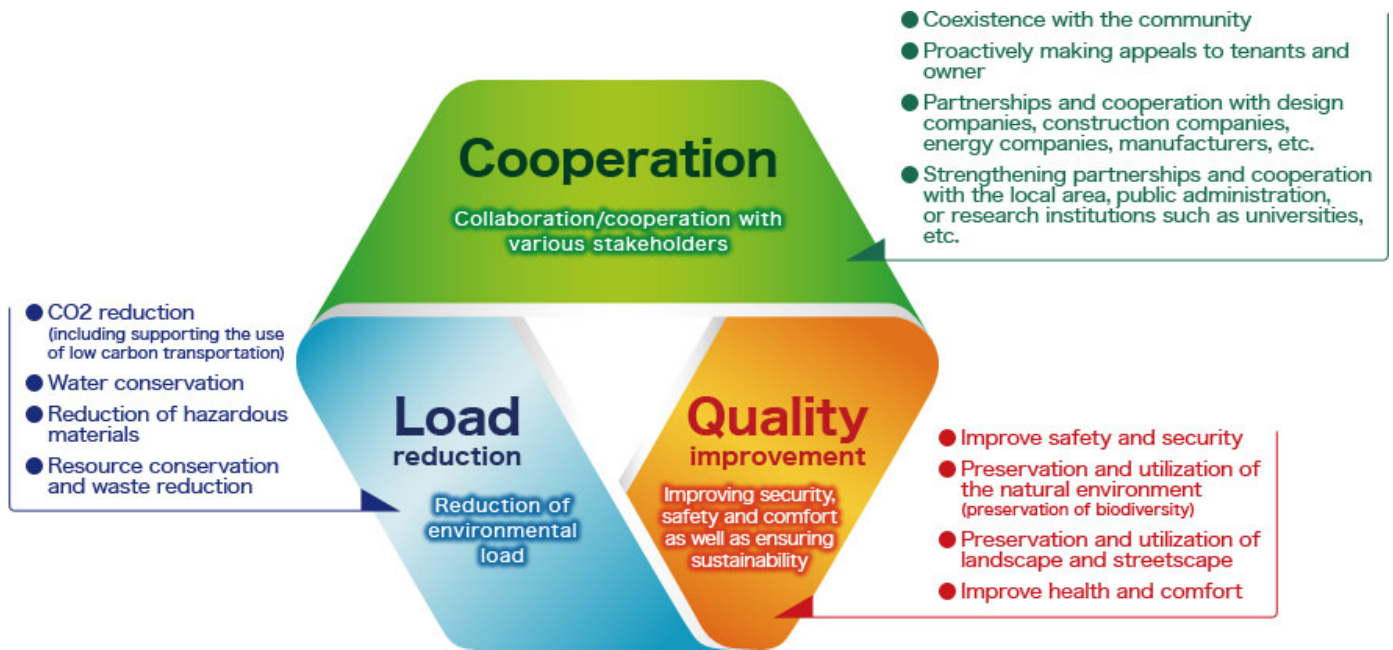 ● Coexistence with the community
● Proactively making appeals to tenants and
owner
● Partnerships and cooperation with design
companies, construction companies,
energy companies, manufacturers, etc.
● Strengthening partnerships and cooperation
with the local area, public administration,
or research institutions such as universities,
etc.
Cooperation
Collaboration/cooperation with
various stakeholders
● CO2 reduction
(including supporting the use
of low carbon transportation)
● Water conservation
● Reduction of hazardous
materials
● Resource conservation
and waste reduction
Load
reduction
Reduction of
environmental
load
Quality
improvement
Improving security,
safety and comfort
as well as ensuring
sustainability
● Improve safety and security
● Preservation and utilization of
the natural environment
(preservation of biodiversity)
● Preservation and utilization of
landscape and streetscape
● Improve health and comfort